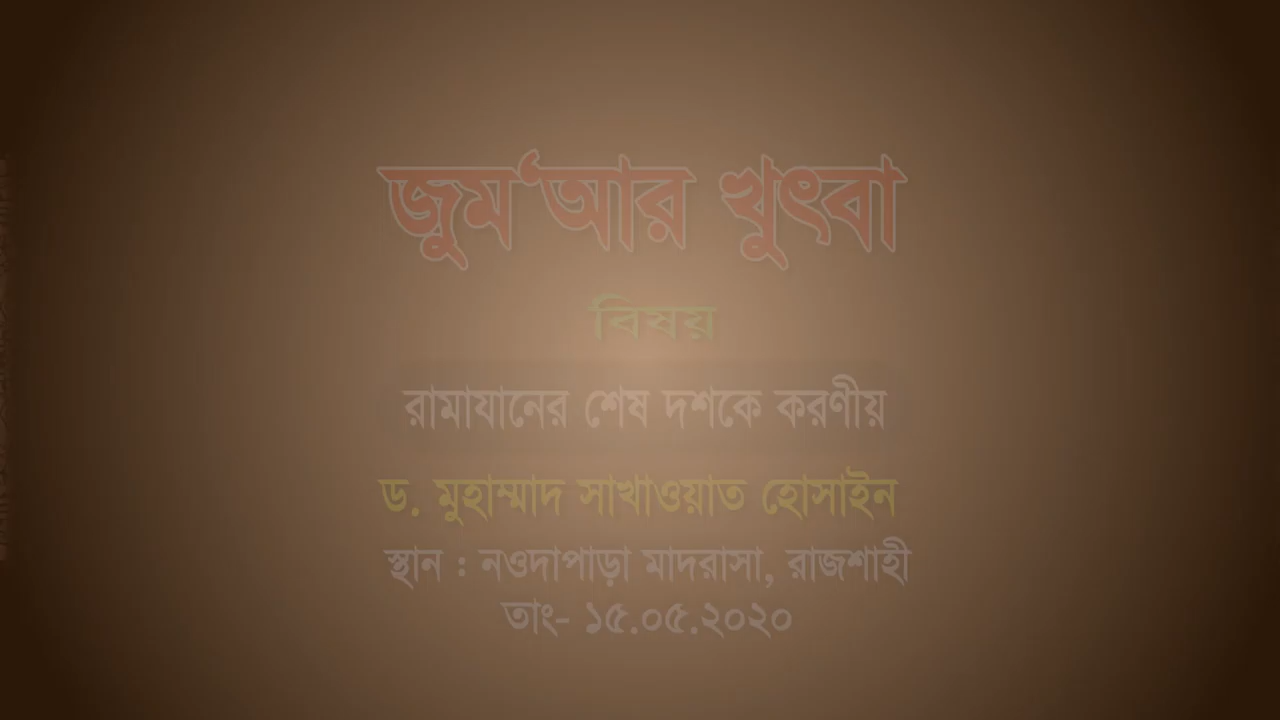 জুম‘আর খুৎবা
বিষয়
রামাযানের শেষ দশকে করণীয়
ড. মুহাম্মাদ সাখাওয়াত হোসাইন
স্থান : নওদাপাড়া মাদরাসা, রাজশাহী
তাং- ১৫.০৫.২০২০